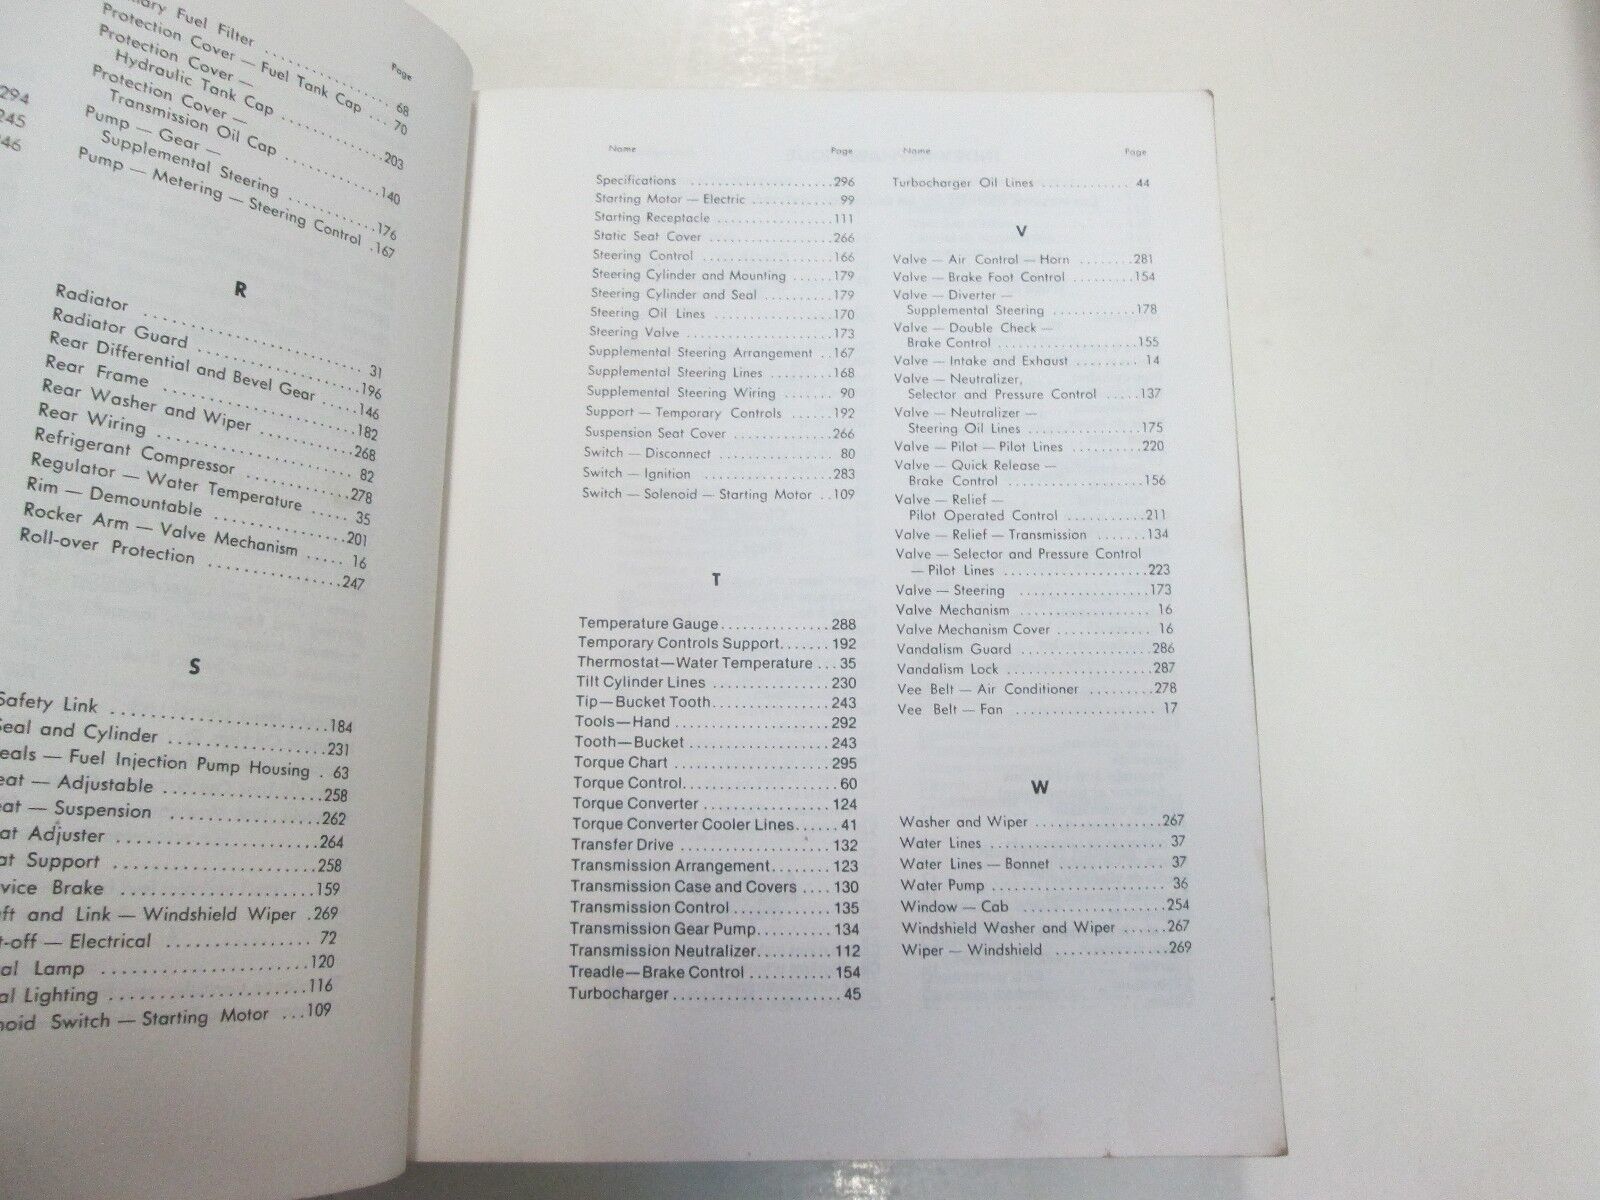 294
245
Fuel Filter .............. 68
Page
Protection Cover — Fuel Tank Cap ... 70
Protection Cover —
Hydraulic Tank Cap ............203
Protection Cover —
Transmission Oil Cap ...........140
Pump — Gear —
Supplemental Steering ............176
Pump — Metering — Steering Control .167
R
Radiator ........................ 31
Radiator Guard ..................196
Rear Differential and Bevel Gear .....146
Rear Frame .....................182
Rear Washer and Wiper ............268
Rear Wiring ..................... 82
Refrigerant Compressor ............278
Regulator — Water Temperature ..... 35
Rim — Demountable ...............201
Rocker Arm — Valve Mechanism ..... 16
Roll-over Protection ...............247
S
Safety Link .....................184
Seal and Cylinder .................231
Seals — Fuel Injection Pump Housing . 63
Seat — Adjustable ................258
Seat — Suspension ................262
Seat Adjuster ....................264
Seat Support ....................258
Service Brake ....................159
Shaft and Link — Windshield Wiper .269
Shut-off — Electrical ............... 72
Lamp .....................120
Lighting .....................116
Solenoid Switch — Starting Motor ...109
Name Page
Specifications .....................296
Starting Motor — Electric ........... 99
Starting Receptacle ................111
Static Seat Cover ..................266
Steering Control ...................166
Steering Cylinder and Mounting ......179
Steering Cylinder and Seal ..........179
Steering Oil Lines .................170
Steering Valve ....................173
Supplemental Steering Arrangement ..167
Supplemental Steering Lines .........168
Supplemental Steering Wiring ....... 90
Support — Temporary Controls ......192
Suspension Seat Cover ..............266
Switch — Disconnect ............... 80
Switch — Ignition .................283
Switch — Solenoid — Starting Motor ..109
T
Temperature Gauge...............288
Temporary Controls Support.......192
Thermostat—Water Temperature ...35
Tilt Cylinder Lines ................230
Tip—Bucket Tooth................243
Tools—Hand .....................292
Tooth—Bucket ...................243
Torque Chart ....................295
Torque Control....................60
Torque Converter ................124
Torque Converter Cooler Lines......41
Transfer Drive ...................132
Transmission Arrangement........123
Transmission Case and Covers ....130
Transmission Control .............135
Transmission Gear Pump..........134
Transmission Neutralizer..........112
Treadle—Brake Control ...........154
Turbocharger......................45
Name Page
Turbocharger Oil Lines ............ 44
V
Valve — Air Control — Horn ........281
Valve — Brake Foot Control .........154
Valve — Diverter —
Supplemental Steering ............178
Valve — Double Check —
Brake Control ....................155
Valve — Intake and Exhaust ......... 14
Valve — Neutralizer,
Selector and Pressure Control .....137
Valve — Neutralizer —
Steering Oil Lines ................175
Valve — Pilot — Pilot Lines ..........220
Valve — Quick Release —
Brake Control ....................156
Valve — Relief —
Pilot Operated Control ...........211
Valve — Relief — Transmission .......134
Valve — Selector and Pressure Control
— Pilot Lines .....................223
Valve — Steering ..................173
Valve Mechanism .................. 16
Valve Mechanism Cover ............ 16
Vandalism Guard ..................286
Vandalism Lock ...................287
Vee Belt — Air Conditioner .........278
Vee Belt — Fan ................... 17
W
Washer and Wiper .................267
Water Lines ....................... 37
Water Lines — Bonnet .............. 37
Water Pump ....................... 36
Window — Cab ...................254
Windshield Washer and Wiper ......267
Wiper — Windshield ...............269